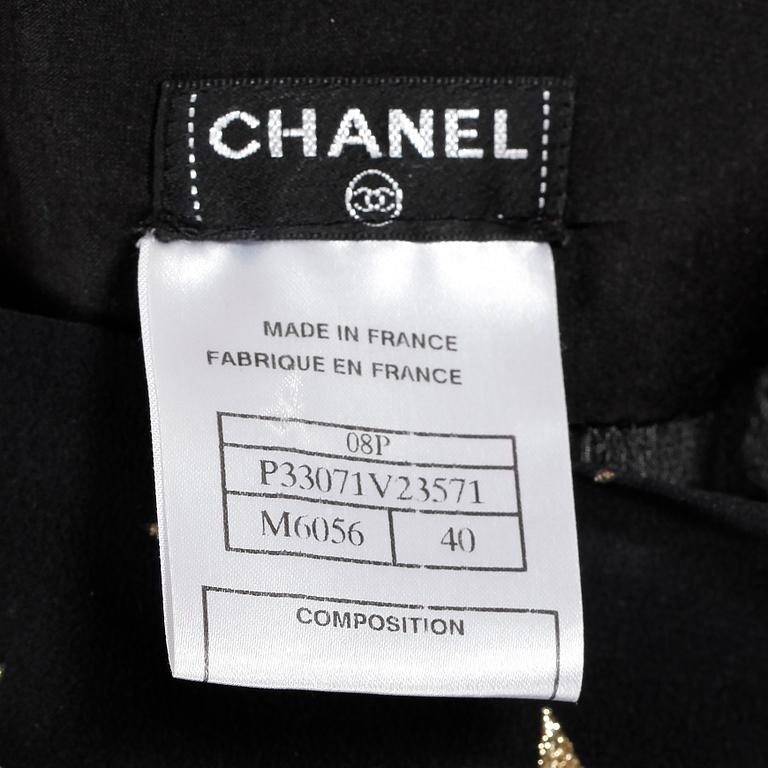 CHANEL
MADE IN FRANCE
FABRIQUE EN FRANCE
08P
P33071V23571
M6056 40
COMPOSITION